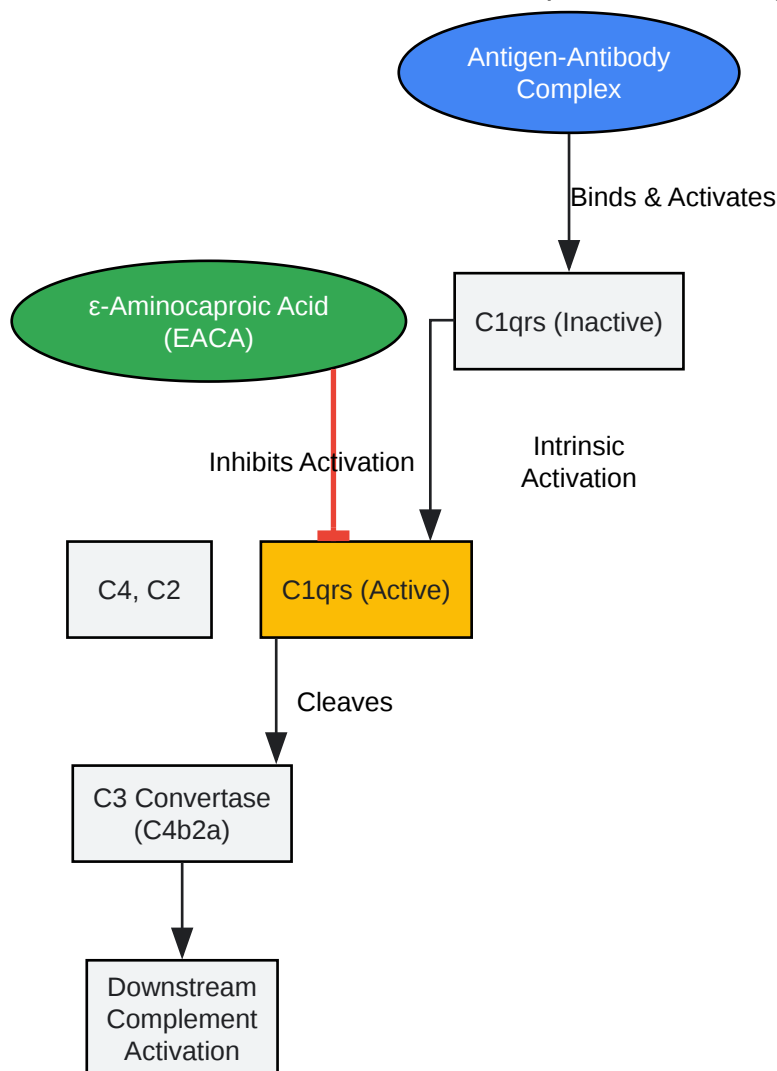 Antigen-Antibody
Complex
Binds & Activates
ε-Aminocaproic Acid
(EACA)
C1qrs (Inactive)
Inhibits Activation
Intrinsic
Activation
C4, C2
C1qrs (Active)
Cleaves
C3 Convertase
(C4b2a)
Downstream
Complement
Activation